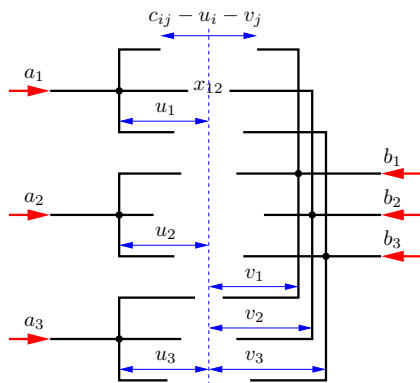 c_{ij} − u_i − v_j
a_1
x_{12}
u_1
b_1
a_2
b_2
u_2
b_3
v_1
v_2
a_3
u_3
v_3